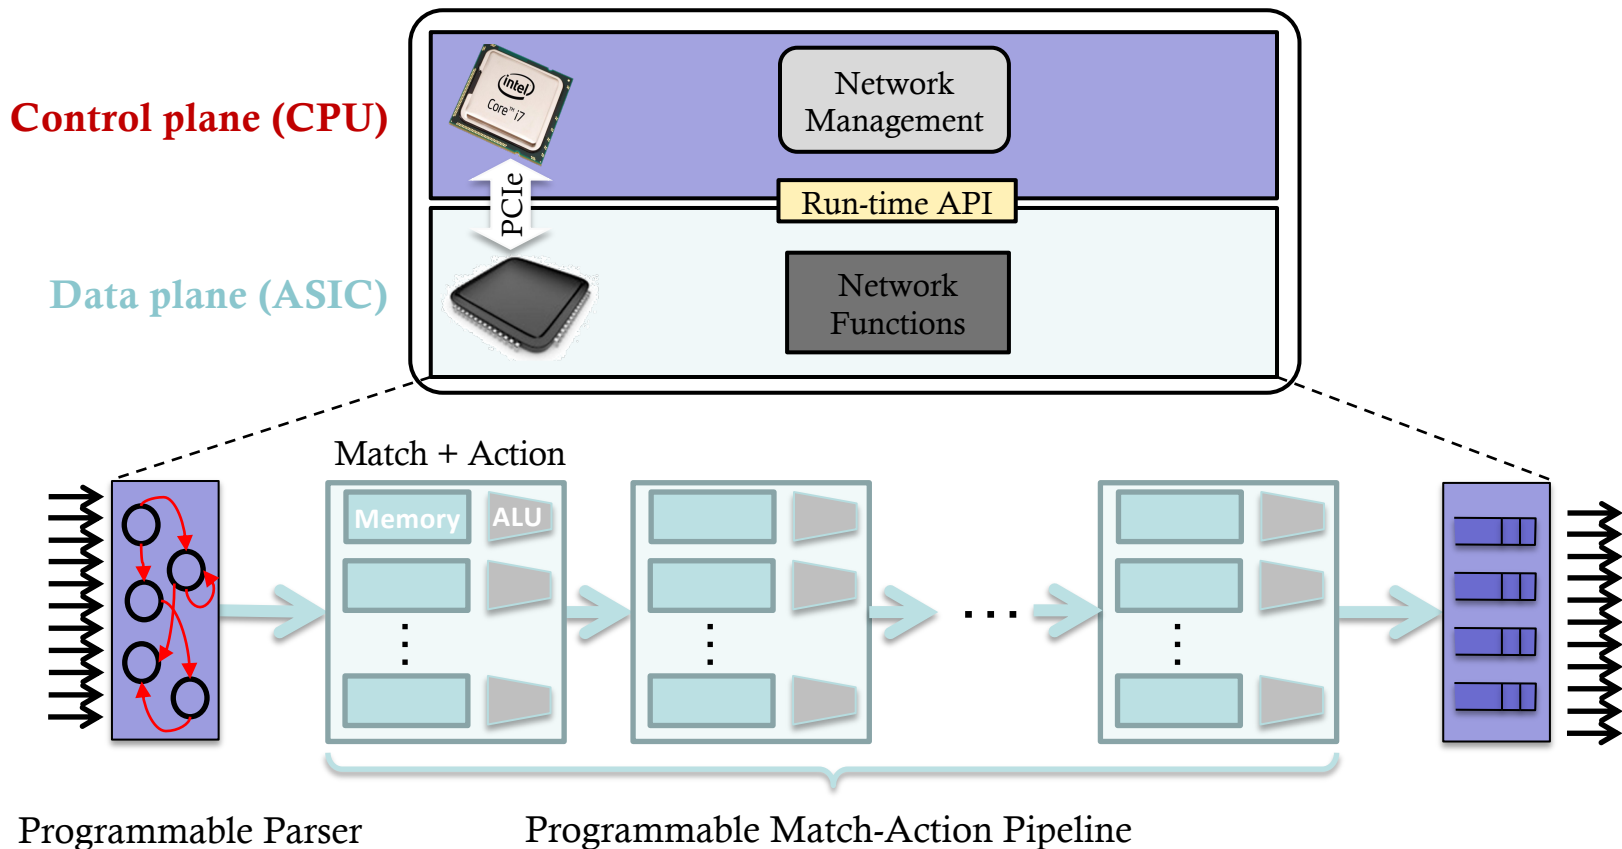 Control plane (CPU)
intel
Core™ i7
Network
Management
PCIe
Run-time API
Data plane (ASIC)
Network
Functions
Match + Action
Memory
ALU
...
Programmable Parser
Programmable Match-Action Pipeline